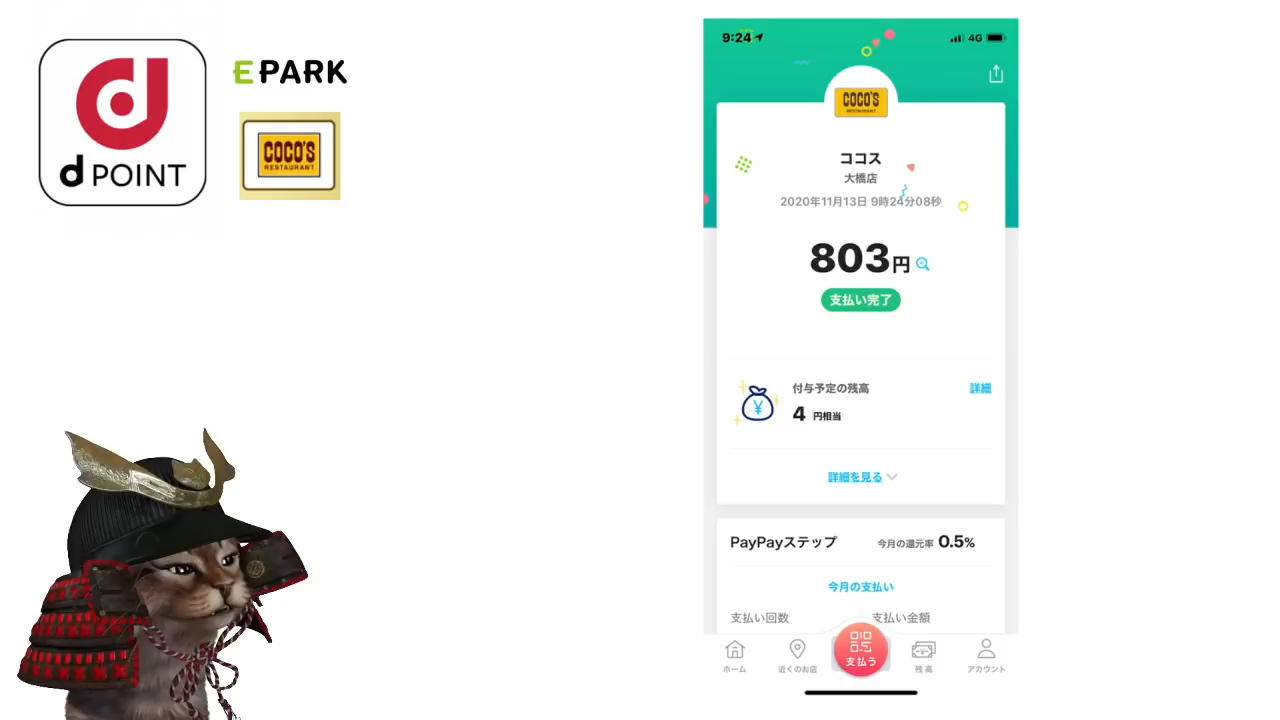 d POINT
EPARK
COCO'S
RESTAURANT
9:24
4G
COCO'S
RESTAURANT
ココス
大橋店
2020年11月13日 9時24分08秒
803円
支払い完了
付与予定の残高
詳細
4 円相当
詳細を見る
PayPayステップ
今月の還元率 0.5%
今月の支払い
支払い回数
支払い金額
ホーム
近くのお店
支払う
残高
アカウント